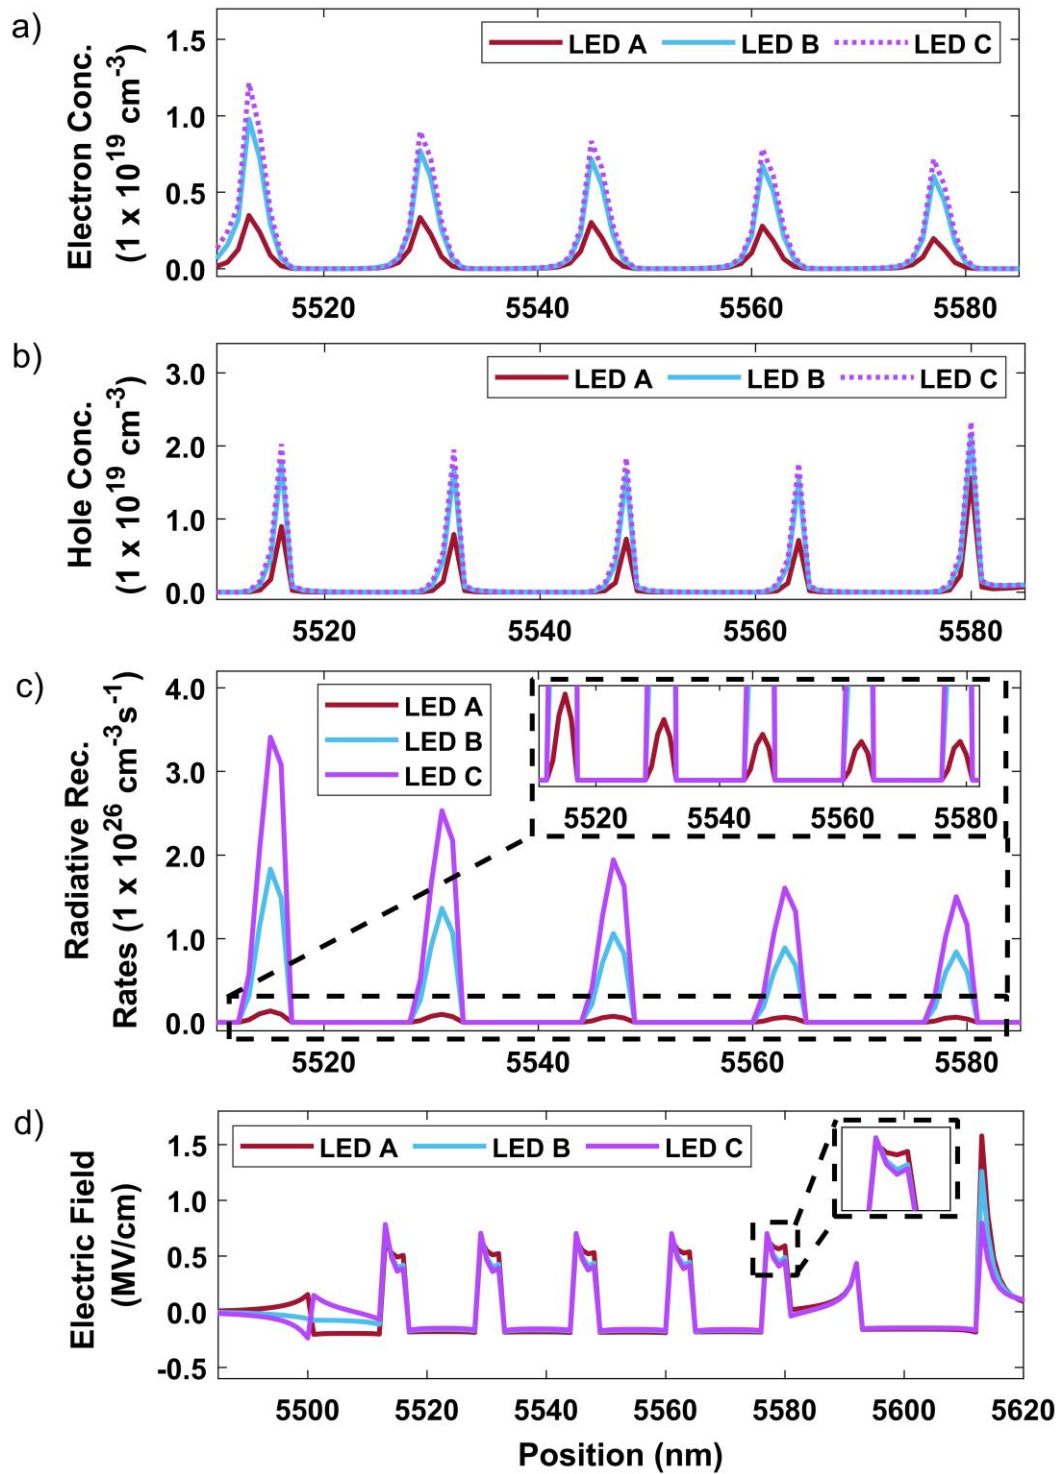 a)
Electron Conc.
(1 x 10^19 cm^-3)
1.5
1.0
0.5
0.0
LED A LED B LED C
5520 5540 5560 5580
b)
Hole Conc.
(1 x 10^19 cm^-3)
3.0
2.0
1.0
0.0
LED A LED B LED C
5520 5540 5560 5580
c)
Radiative Rec.
Rates (1 x 10^26 cm^-3s^-1)
4.0
3.0
2.0
1.0
0.0
LED A
LED B
LED C
5520 5540 5560 5580
5520 5540 5560 5580
d)
Electric Field
(MV/cm)
1.5
1.0
0.5
0.0
-0.5
LED A LED B LED C
5500 5520 5540 5560 5580 5600 5620
Position (nm)